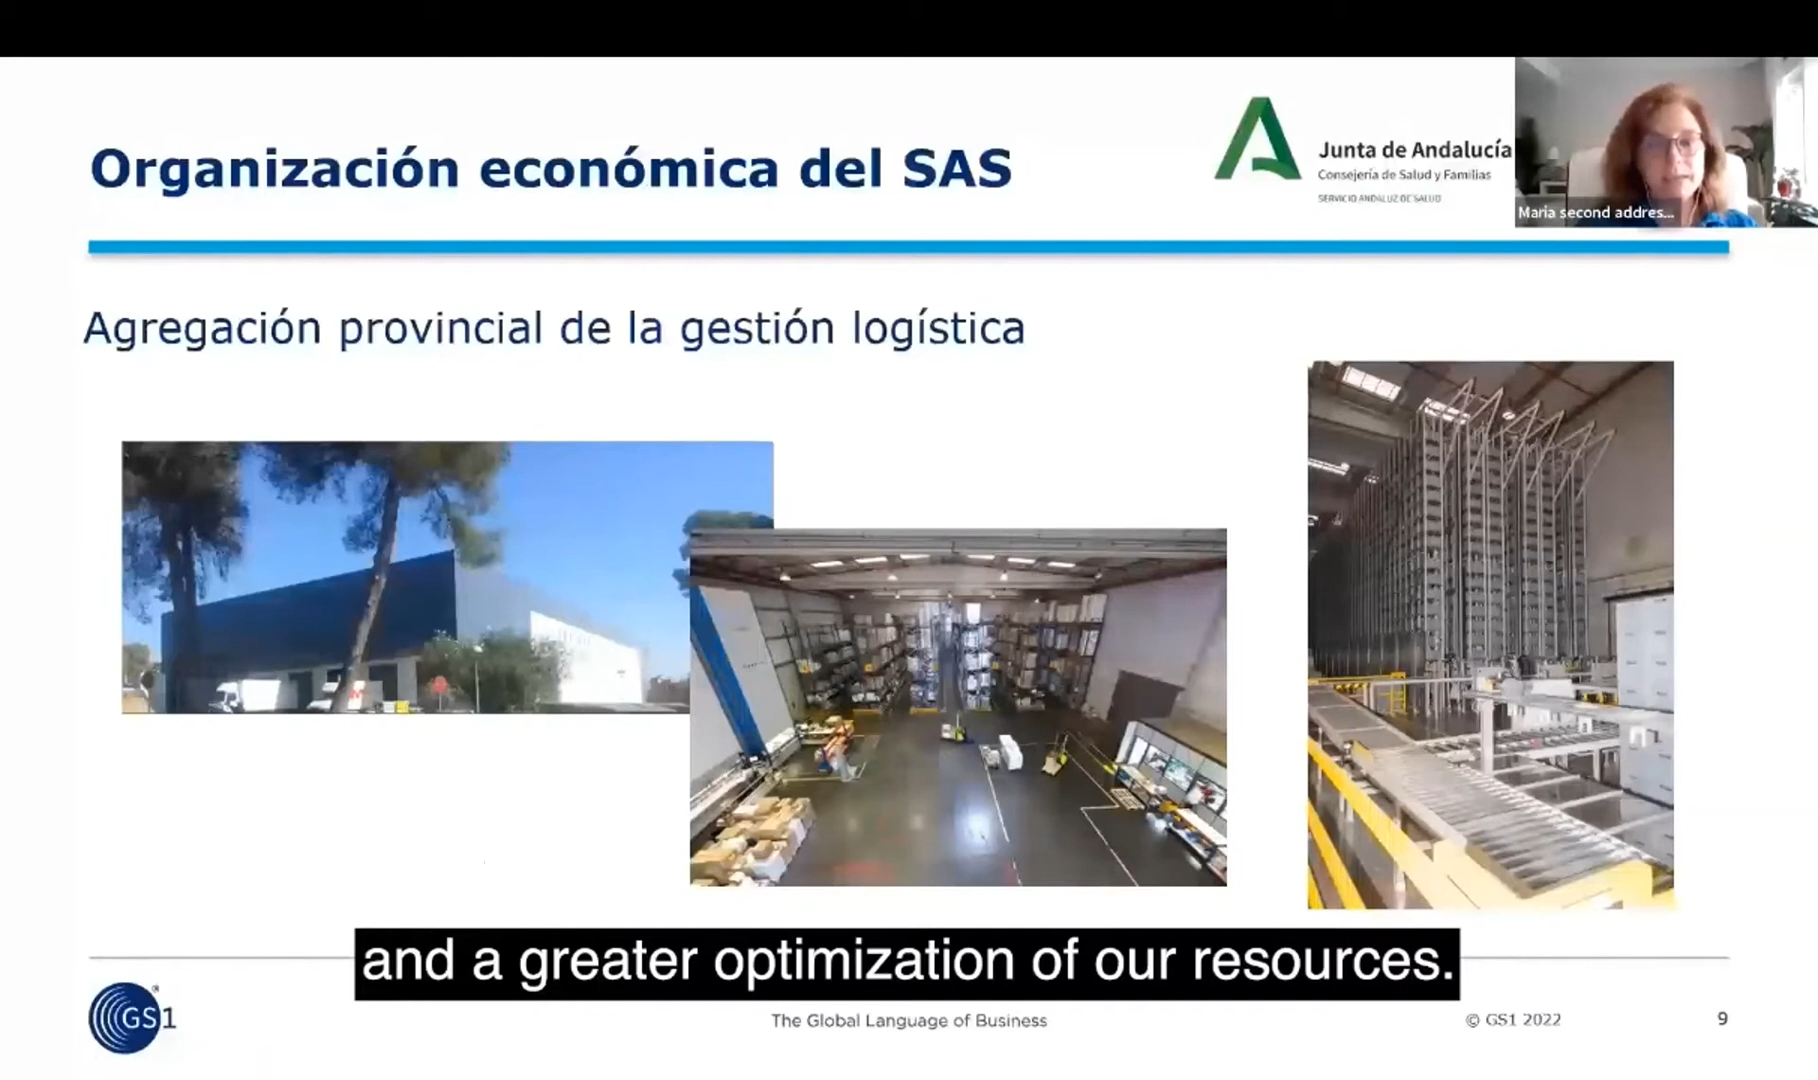 Organización económica del SAS
Junta de Andalucía
Consejería de Salud y Familias
SERVICIO ANDALUZ DE SALUD
Maria second addres...
Agregación provincial de la gestión logística
and a greater optimization of our resources.
GS1
®
The Global Language of Business
© GS1 2022
9